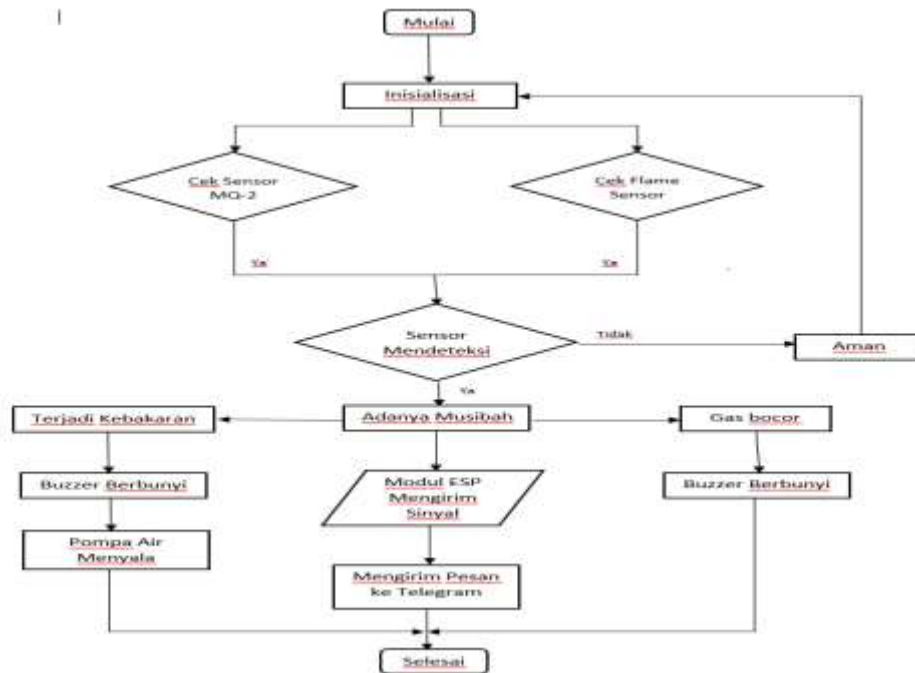 Mulai
Inisialisasi
Cek Sensor
MQ-2
Cek Flame
Sensor
Ya
Ya
Sensor
Mendeteksi
Tidak
Aman
Ya
Terjadi Kebakaran
Adanya Musibah
Gas bocor
Buzzer Berbunyi
Modul ESP
Mengirim
Sinyal
Buzzer Berbunyi
Pompa Air
Menyala
Mengirim Pesan
ke Telegram
Selesai